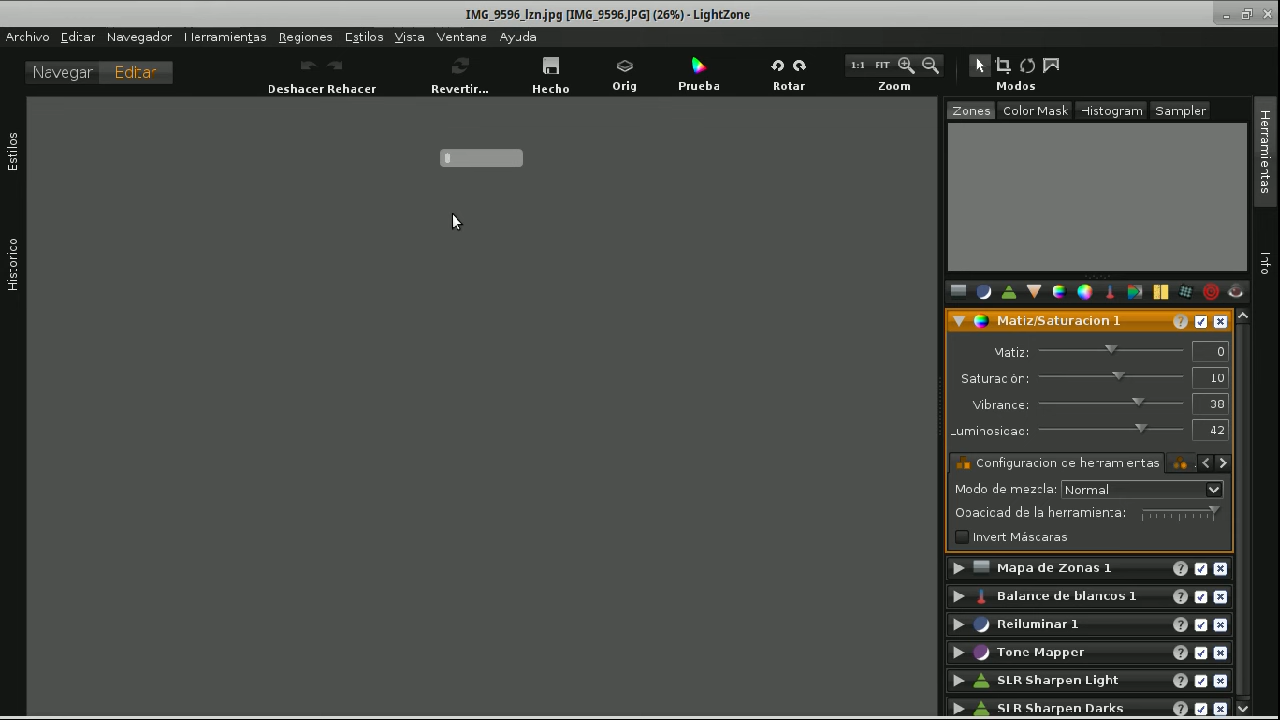 IMG_9596_lzn.jpg [IMG_9596.JPG] (26%) - LightZone
Archivo Editar Navegador Herramientas Regiones Estilos Vista Ventana Ayuda
Navegar Editar
Deshacer Rehacer Revertir... Hecho Orig Prueba Rotar 1:1 FIT Zoom Modos
Estilos
Historico
Zones Color Mask Histogram Sampler
Herramientas
Info
Matiz/Saturacion 1 ?
Matiz: 0
Saturación: 10
Vibrance: 38
Luminosidad: 42
Configuracion de herramientas
Modo de mezcla: Normal
Opacidad de la herramienta:
Invert Máscaras
Mapa de Zonas 1 ?
Balance de blancos 1 ?
Reiluminar 1 ?
Tone Mapper ?
SLR Sharpen Light ?
SLR Sharpen Darks ?